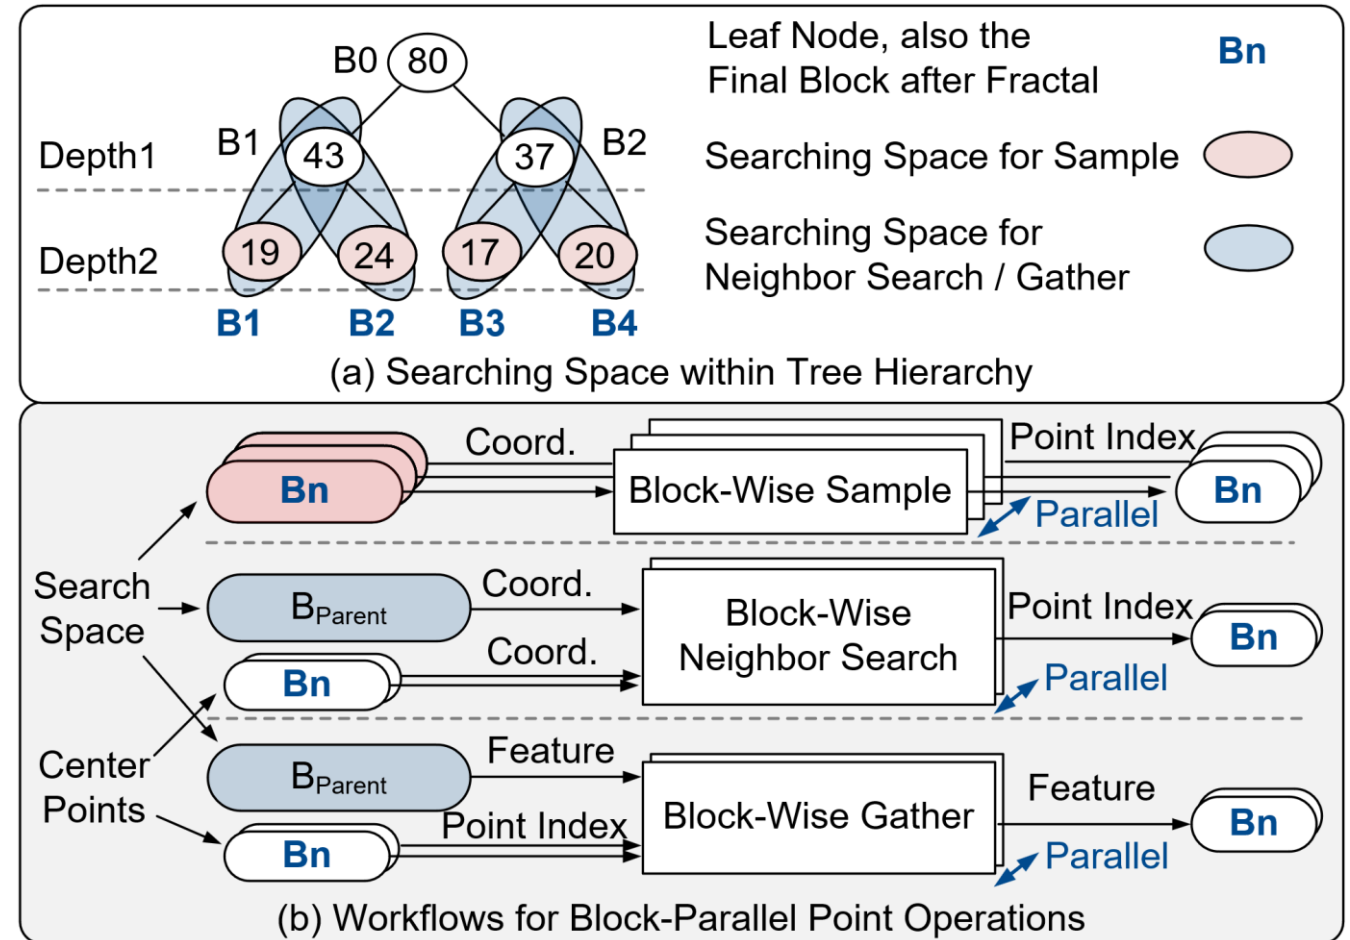 B0 80
Leaf Node, also the
Final Block after Fractal
Bn
Depth1
B1 43
37 B2
Searching Space for Sample
Depth2
19
24
17
20
Searching Space for
Neighbor Search / Gather
B1
B2
B3
B4
(a) Searching Space within Tree Hierarchy
Bn
Coord.
Block-Wise Sample
Point Index
Parallel
Bn
Search
Space
BParent
Coord.
Bn
Coord.
Block-Wise
Neighbor Search
Point Index
Parallel
Bn
Center
Points
BParent
Feature
Bn
Point Index
Block-Wise Gather
Feature
Parallel
Bn
(b) Workflows for Block-Parallel Point Operations